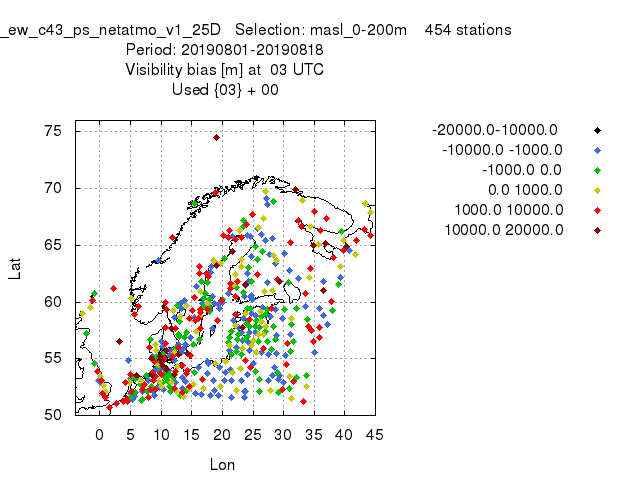 _ew_c43_ps_netatmo_v1_25D Selection: masl_0-200m 454 stations
Period: 20190801-20190818
Visibility bias [m] at 03 UTC
Used {03} + 00
-20000.0-10000.0
-10000.0 -1000.0
-1000.0 0.0
0.0 1000.0
1000.0 10000.0
10000.0 20000.0
75
70
65
60
55
50
Lat
0 5 10 15 20 25 30 35 40 45
Lon